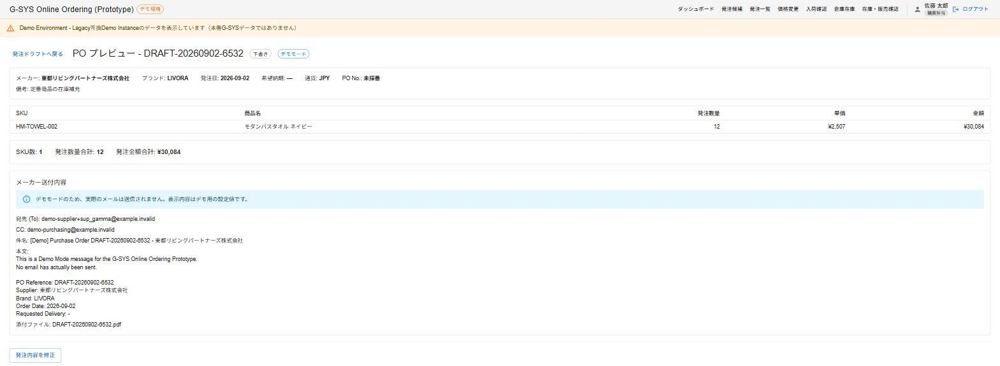 G-SYS Online Ordering (Prototype) デモ環境 ダッシュボード 発注候補 発注一覧 価格変更 入荷確認 倉庫在庫 在庫・販売確認 佐藤 太郎 購買担当 ログアウト
Demo Environment - Legacy互換Demo Instanceのデータを表示しています（本番G-SYSデータではありません）
発注ドラフトへ戻る PO プレビュー - DRAFT-20260902-6532 下書き デモモード
メーカー: 東都リビングパートナーズ株式会社 ブランド: LIVORA 発注日: 2026-09-02 希望納期: — 通貨: JPY PO No.: 未採番
備考: 定番商品の在庫補充
SKU 商品名 発注数量 単価 金額
HM-TOWEL-002 モダンバスタオル ネイビー 12 ¥2,507 ¥30,084
SKU数: 1 発注数量合計: 12 発注金額合計: ¥30,084
メーカー送付内容
デモモードのため、実際のメールは送信されません。表示内容はデモ用の設定値です。
宛先 (To): demo-supplier+sup_gamma@example.invalid
CC: demo-purchasing@example.invalid
件名: [Demo] Purchase Order DRAFT-20260902-6532 - 東都リビングパートナーズ株式会社
本文:
This is a Demo Mode message for the G-SYS Online Ordering Prototype.
No email has actually been sent.
PO Reference: DRAFT-20260902-6532
Supplier: 東都リビングパートナーズ株式会社
Brand: LIVORA
Order Date: 2026-09-02
Requested Delivery: -
添付ファイル: DRAFT-20260902-6532.pdf
発注内容を修正